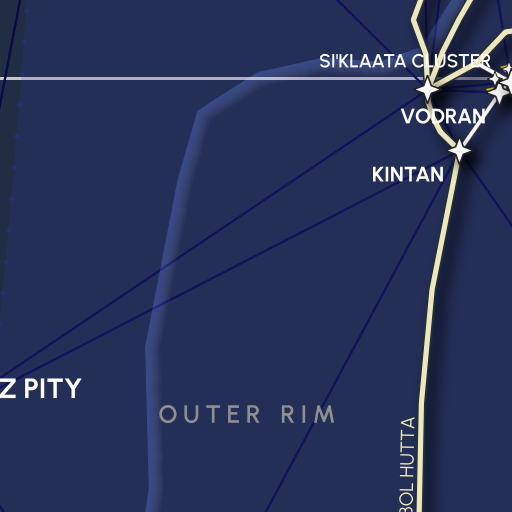 SI'KLAATA CLUSTER
VODRAN
KINTAN
Z PITY
OUTER RIM
BOL HUTTA